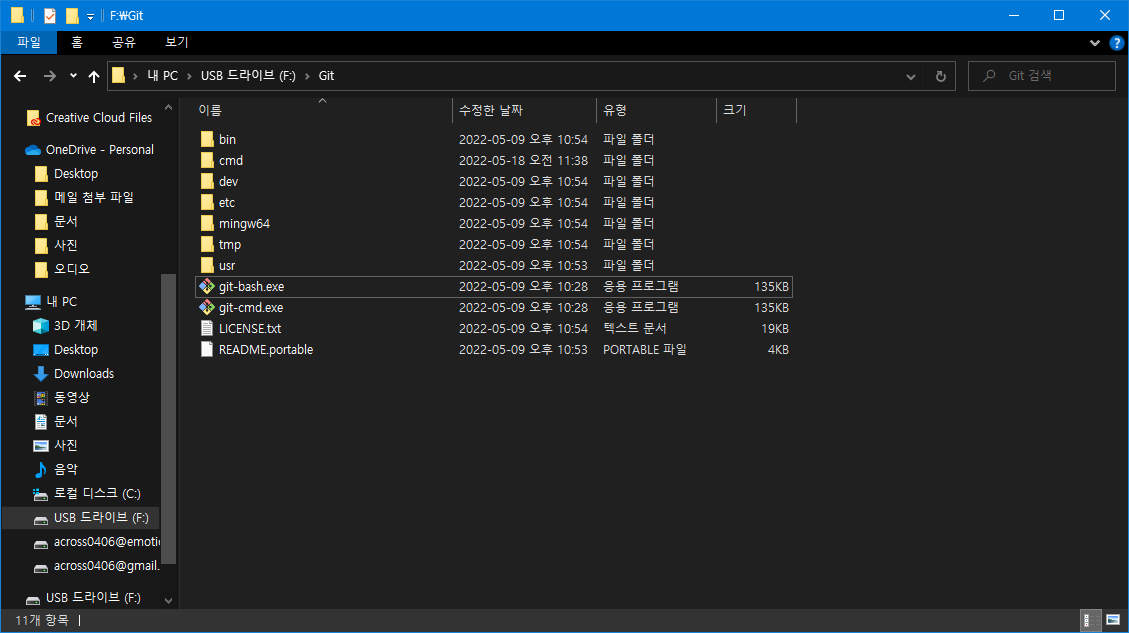 F:₩Git
파일 홈 공유 보기
내 PC › USB 드라이브 (F:) › Git
Git 검색
Creative Cloud Files
OneDrive - Personal
Desktop
메일 첨부 파일
문서
사진
오디오
내 PC
3D 개체
Desktop
Downloads
동영상
문서
사진
음악
로컬 디스크 (C:)
USB 드라이브 (F:)
across0406@emotic
across0406@gmail.
USB 드라이브 (F:)
이름 수정한 날짜 유형 크기
bin 2022-05-09 오후 10:54 파일 폴더
cmd 2022-05-18 오전 11:38 파일 폴더
dev 2022-05-09 오후 10:54 파일 폴더
etc 2022-05-09 오후 10:54 파일 폴더
mingw64 2022-05-09 오후 10:54 파일 폴더
tmp 2022-05-09 오후 10:54 파일 폴더
usr 2022-05-09 오후 10:53 파일 폴더
git-bash.exe 2022-05-09 오후 10:28 응용 프로그램 135KB
git-cmd.exe 2022-05-09 오후 10:28 응용 프로그램 135KB
LICENSE.txt 2022-05-09 오후 10:54 텍스트 문서 19KB
README.portable 2022-05-09 오후 10:53 PORTABLE 파일 4KB
11개 항목